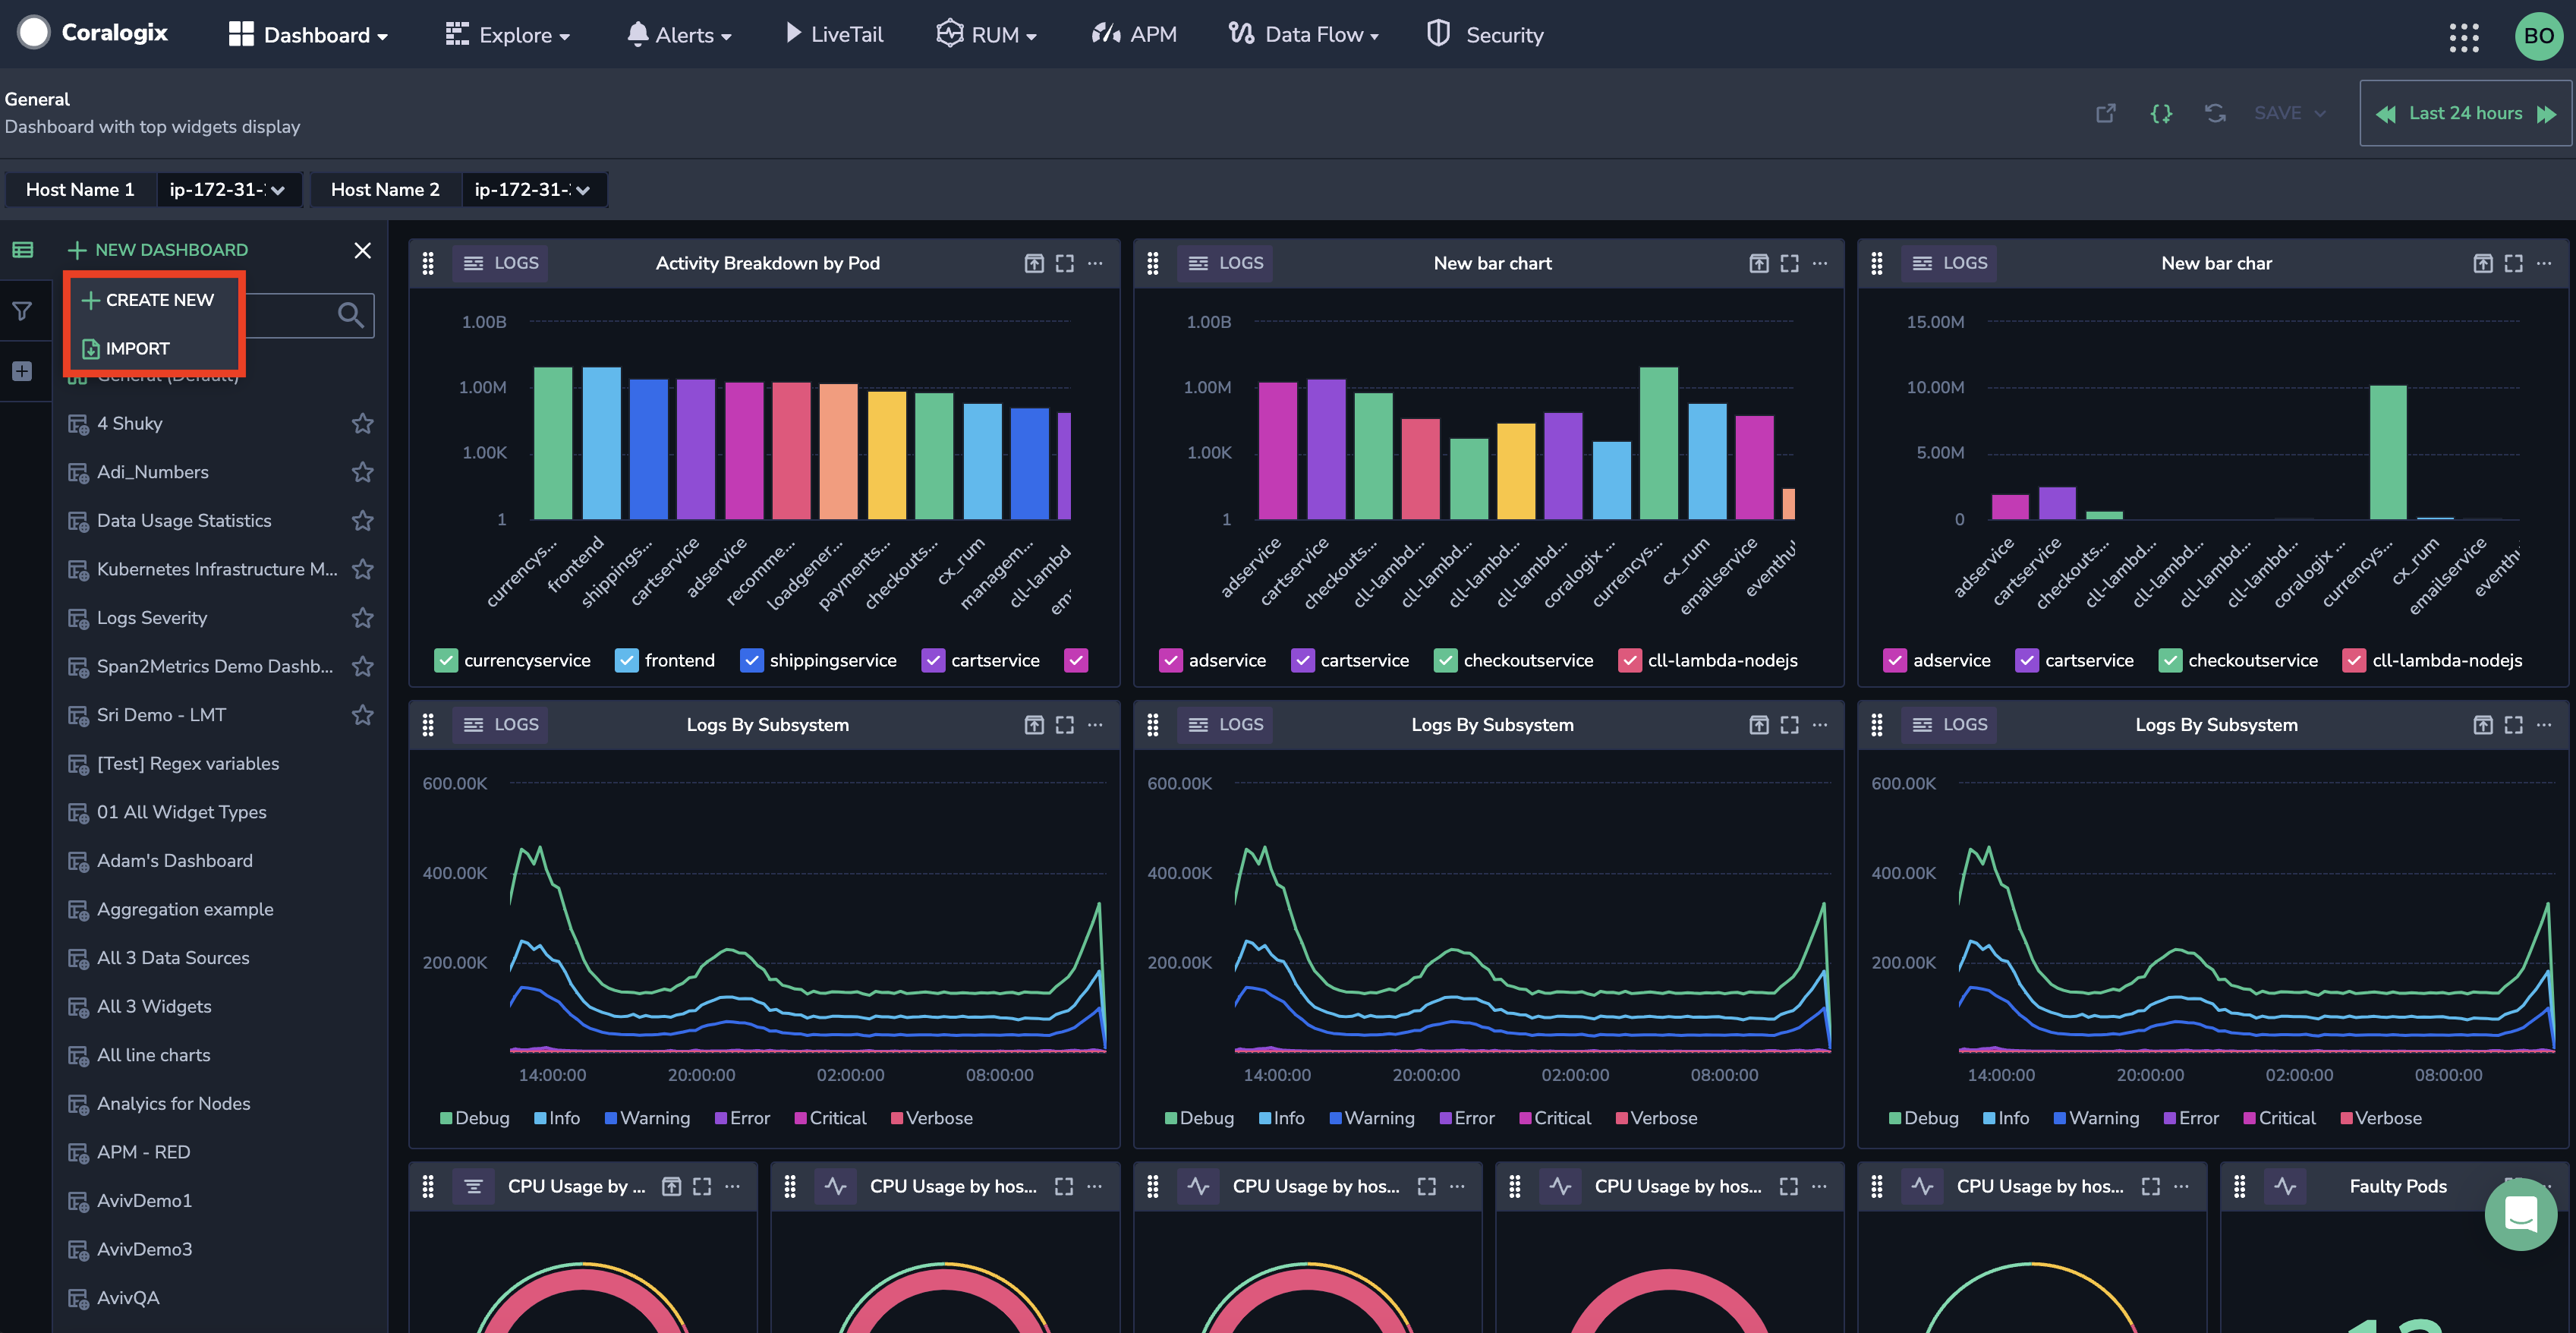 Coralogix
Dashboard
Explore
Alerts
LiveTail
RUM
APM
Data Flow
Security
BO
General
Dashboard with top widgets display
SAVE
Last 24 hours
Host Name 1
ip-172-31-
Host Name 2
ip-172-31-
NEW DASHBOARD
CREATE NEW
IMPORT
General (Default)
4 Shuky
Adi_Numbers
Data Usage Statistics
Kubernetes Infrastructure M...
Logs Severity
Span2Metrics Demo Dashb...
Sri Demo - LMT
[Test] Regex variables
01 All Widget Types
Adam's Dashboard
Aggregation example
All 3 Data Sources
All 3 Widgets
All line charts
Analyics for Nodes
APM - RED
AvivDemo1
AvivDemo3
AvivQA
LOGS
Activity Breakdown by Pod
1.00B
1.00M
1.00K
1
currencys...
frontend
shippings...
cartservice
adservice
recomme...
loadgener...
payments...
checkouts...
cx_rum
managem...
cll-lambd
currencyservice frontend shippingservice cartservice
LOGS
New bar chart
1.00B
1.00M
1.00K
1
adservice
cartservice
checkouts...
cll-lambd...
cll-lambd...
cll-lambd...
cll-lambd...
coralogix ...
currencys...
cx_rum
emailservice
adservice cartservice checkoutservice cll-lambda-nodejs
LOGS
New bar char
15.00M
10.00M
5.00M
0
adservice
cartservice
checkouts...
cll-lambd...
cll-lambd...
cll-lambd...
cll-lambd...
coralogix ...
currencys...
cx_rum
emailservice
adservice cartservice checkoutservice cll-lambda-nodejs
LOGS
Logs By Subsystem
600.00K
400.00K
200.00K
14:00:00 20:00:00 02:00:00 08:00:00
Debug Info Warning Error Critical Verbose
LOGS
Logs By Subsystem
600.00K
400.00K
200.00K
14:00:00 20:00:00 02:00:00 08:00:00
Debug Info Warning Error Critical Verbose
LOGS
Logs By Subsystem
600.00K
400.00K
200.00K
14:00:00 20:00:00 02:00:00 08:00:00
Debug Info Warning Error Critical Verbose
CPU Usage by ...
CPU Usage by hos...
CPU Usage by hos...
CPU Usage by hos...
CPU Usage by hos...
Faulty Pods